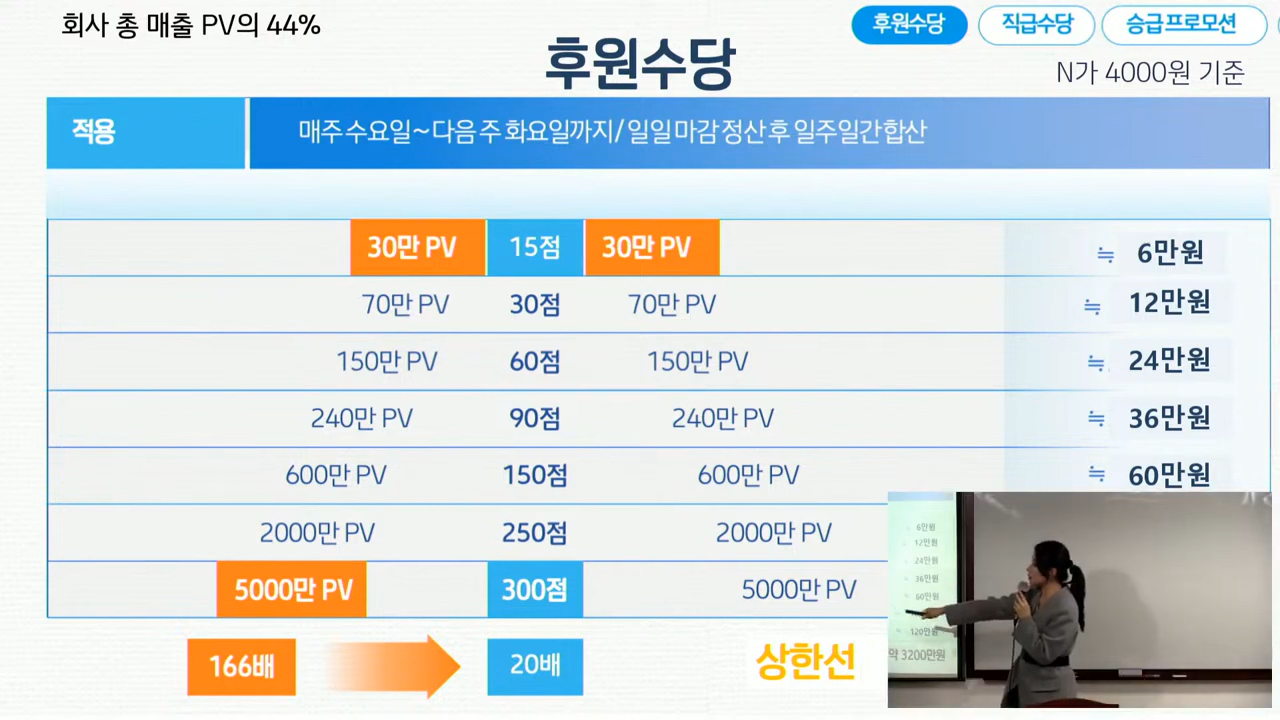 회사 총 매출 PV의 44%
후원수당 직급수당 승급프로모션
후원수당
N가 4000원 기준
적용 매주 수요일~다음 주 화요일까지/ 일일 마감 정산 후 일주일간 합산
30만 PV 15점 30만 PV ≒ 6만원
70만 PV 30점 70만 PV ≒ 12만원
150만 PV 60점 150만 PV ≒ 24만원
240만 PV 90점 240만 PV ≒ 36만원
600만 PV 150점 600만 PV ≒ 60만원
2000만 PV 250점 2000만 PV
5000만 PV 300점 5000만 PV
166배 20배 상한선
6만원
12만원
24만원
36만원
60만원
120만원
약 3200만원